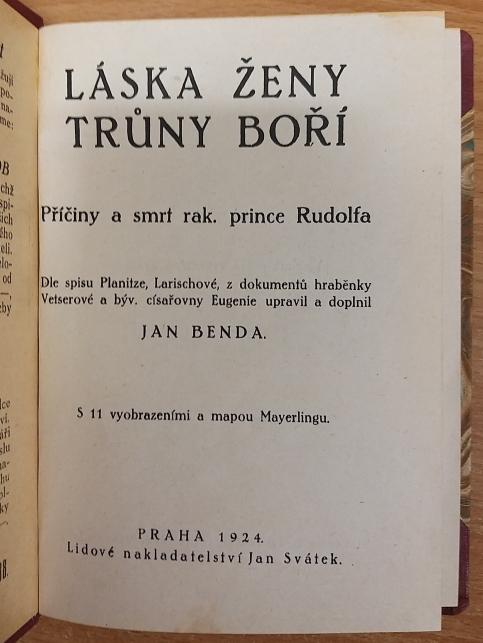 LÁSKA ŽENY
TRŮNY BOŘÍ
Příčiny a smrt rak. prince Rudolfa
Dle spisu Planitze, Larischové, z dokumentů hraběnky
Vetserové a býv. císařovny Eugenie upravil a doplnil
JAN BENDA.
S 11 vyobrazeními a mapou Mayerlingu.
PRAHA 1924.
Lidové nakladatelství Jan Svátek.